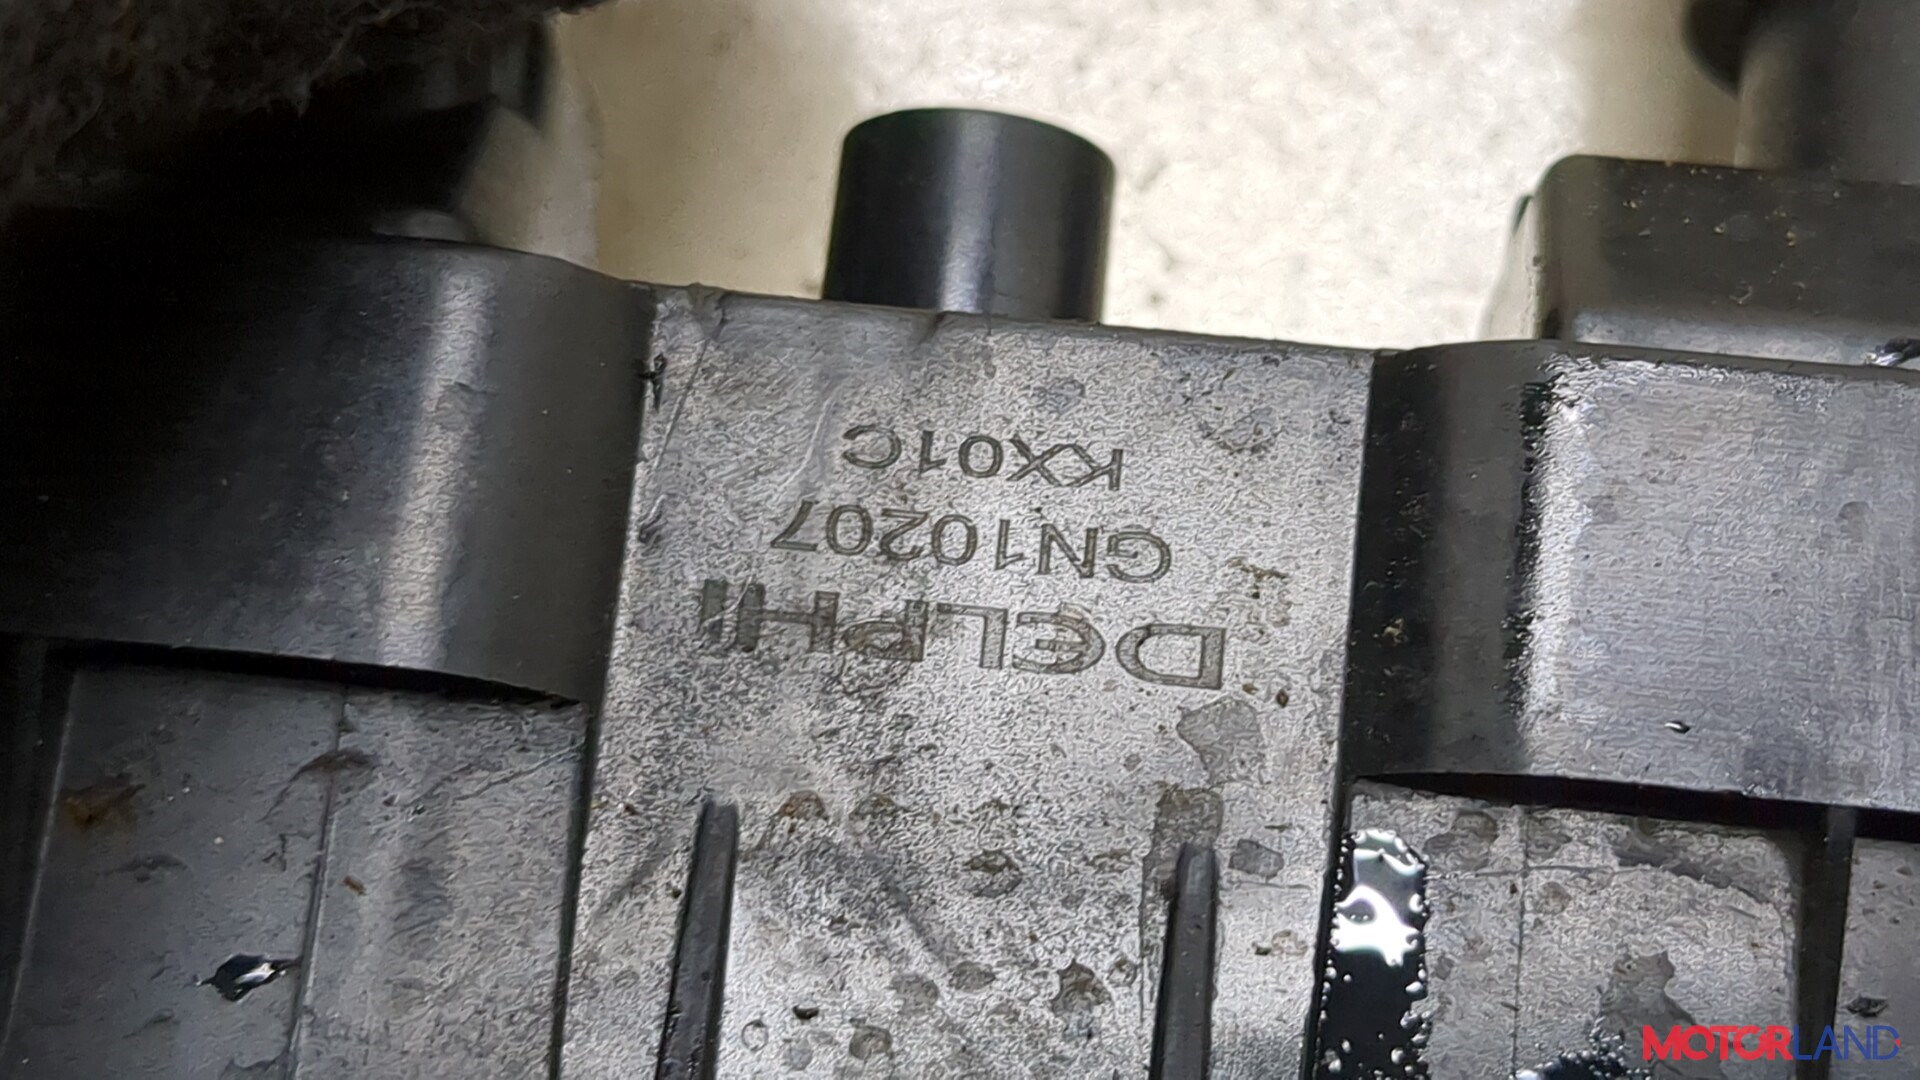 DELPHI
GN10207
KX01C
MOTORLAND